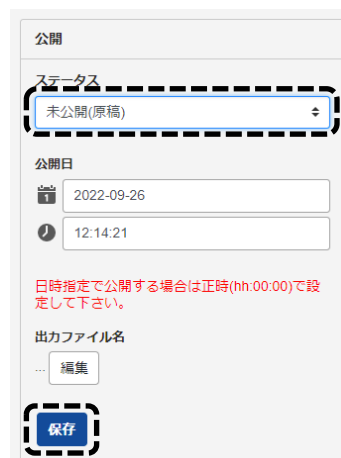 公開
ステータス
未公開(原稿)
公開日
1
2022-09-26
12:14:21
日時指定で公開する場合は正時(hh:00:00)で設
定して下さい。
出力ファイル名
... 編集
保存